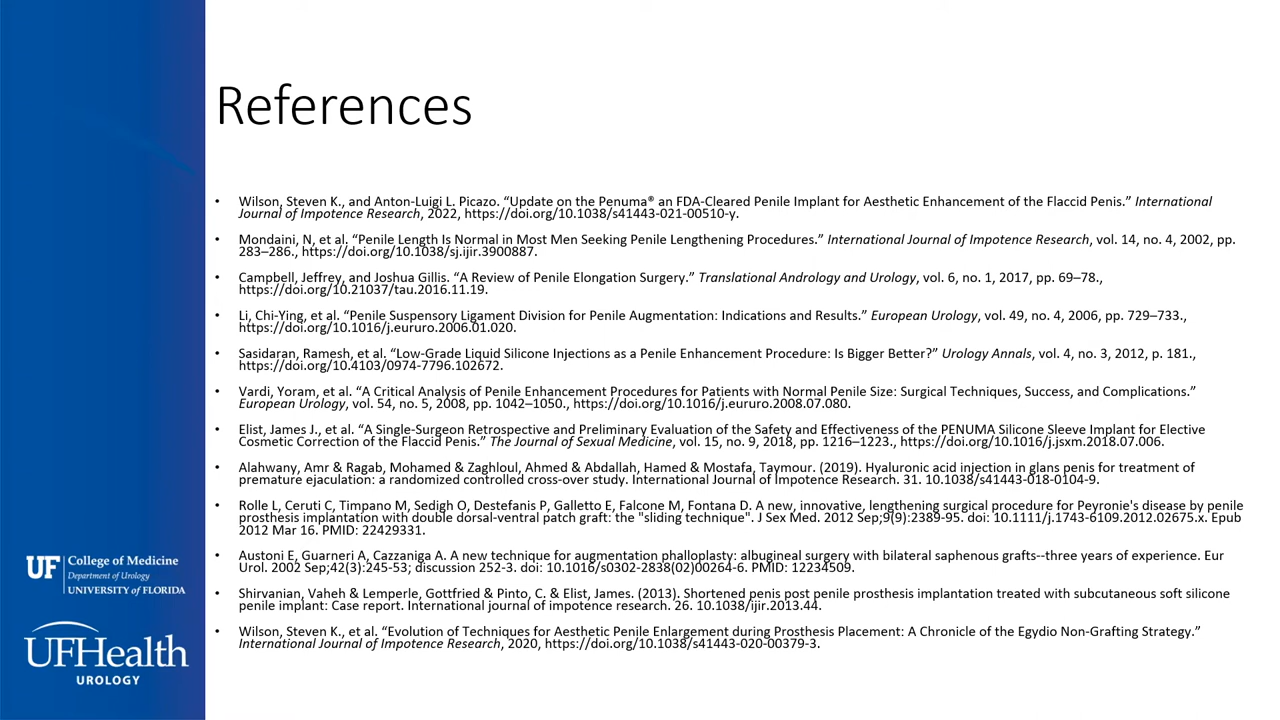 References
• Wilson, Steven K., and Anton-Luigi L. Picazo. “Update on the Penuma® an FDA-Cleared Penile Implant for Aesthetic Enhancement of the Flaccid Penis.” International
Journal of Impotence Research, 2022, https://doi.org/10.1038/s41443-021-00510-y.
• Mondaini, N, et al. “Penile Length Is Normal in Most Men Seeking Penile Lengthening Procedures.” International Journal of Impotence Research, vol. 14, no. 4, 2002, pp.
283–286., https://doi.org/10.1038/sj.ijir.3900887.
• Campbell, Jeffrey, and Joshua Gillis. “A Review of Penile Elongation Surgery.” Translational Andrology and Urology, vol. 6, no. 1, 2017, pp. 69–78.,
https://doi.org/10.21037/tau.2016.11.19.
• Li, Chi-Ying, et al. “Penile Suspensory Ligament Division for Penile Augmentation: Indications and Results.” European Urology, vol. 49, no. 4, 2006, pp. 729–733.,
https://doi.org/10.1016/j.eururo.2006.01.020.
• Sasidaran, Ramesh, et al. “Low-Grade Liquid Silicone Injections as a Penile Enhancement Procedure: Is Bigger Better?” Urology Annals, vol. 4, no. 3, 2012, p. 181.,
https://doi.org/10.4103/0974-7796.102672.
• Vardi, Yoram, et al. “A Critical Analysis of Penile Enhancement Procedures for Patients with Normal Penile Size: Surgical Techniques, Success, and Complications.”
European Urology, vol. 54, no. 5, 2008, pp. 1042–1050., https://doi.org/10.1016/j.eururo.2008.07.080.
• Elist, James J., et al. “A Single-Surgeon Retrospective and Preliminary Evaluation of the Safety and Effectiveness of the PENUMA Silicone Sleeve Implant for Elective
Cosmetic Correction of the Flaccid Penis.” The Journal of Sexual Medicine, vol. 15, no. 9, 2018, pp. 1216–1223., https://doi.org/10.1016/j.jsxm.2018.07.006.
• Alahwany, Amr & Ragab, Mohamed & Zaghloul, Ahmed & Abdallah, Hamed & Mostafa, Taymour. (2019). Hyaluronic acid injection in glans penis for treatment of
premature ejaculation: a randomized controlled cross-over study. International Journal of Impotence Research. 31. 10.1038/s41443-018-0104-9.
• Rolle L, Ceruti C, Timpano M, Sedigh O, Destefanis P, Galletto E, Falcone M, Fontana D. A new, innovative, lengthening surgical procedure for Peyronie's disease by penile
prosthesis implantation with double dorsal-ventral patch graft: the "sliding technique". J Sex Med. 2012 Sep;9(9):2389-95. doi: 10.1111/j.1743-6109.2012.02675.x. Epub
2012 Mar 16. PMID: 22429331.
• Austoni E, Guarneri A, Cazzaniga A. A new technique for augmentation phalloplasty: albugineal surgery with bilateral saphenous grafts--three years of experience. Eur
Urol. 2002 Sep;42(3):245-53; discussion 252-3. doi: 10.1016/s0302-2838(02)00264-6. PMID: 12234509.
• Shirvanian, Vaheh & Lemperle, Gottfried & Pinto, C. & Elist, James. (2013). Shortened penis post penile prosthesis implantation treated with subcutaneous soft silicone
penile implant: Case report. International journal of impotence research. 26. 10.1038/ijir.2013.44.
• Wilson, Steven K., et al. “Evolution of Techniques for Aesthetic Penile Enlargement during Prosthesis Placement: A Chronicle of the Egydio Non-Grafting Strategy.”
International Journal of Impotence Research, 2020, https://doi.org/10.1038/s41443-020-00379-3.
UF College of Medicine
Department of Urology
UNIVERSITY of FLORIDA
UFHealth
UROLOGY